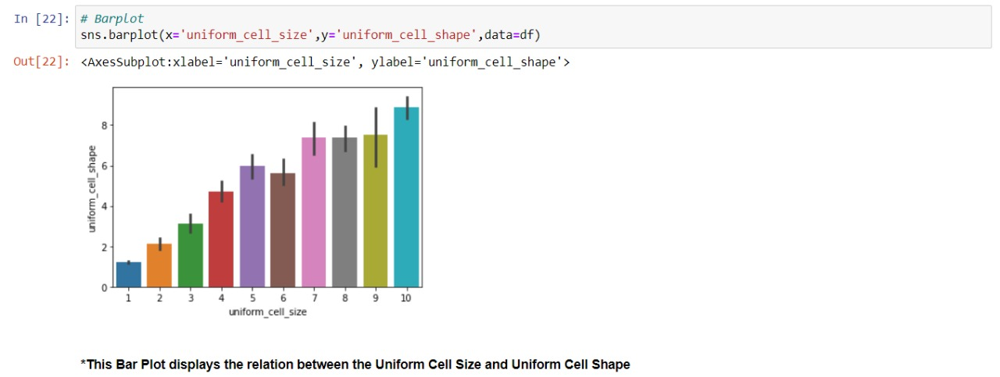 In [22]: # Barplot
sns.barplot(x='uniform_cell_size',y='uniform_cell_shape',data=df)
Out[22]: <AxesSubplot:xlabel='uniform_cell_size', ylabel='uniform_cell_shape'>
8
6
4
2
0
uniform_cell_shape
1 2 3 4 5 6 7 8 9 10
uniform_cell_size
*This Bar Plot displays the relation between the Uniform Cell Size and Uniform Cell Shape